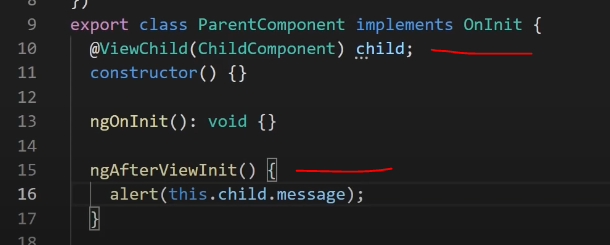 8 })
9 export class ParentComponent implements OnInit {
10 @ViewChild(ChildComponent) child;
11 constructor() {}
12
13 ngOnInit(): void {}
14
15 ngAfterViewInit() {
16 alert(this.child.message);
17 }
18